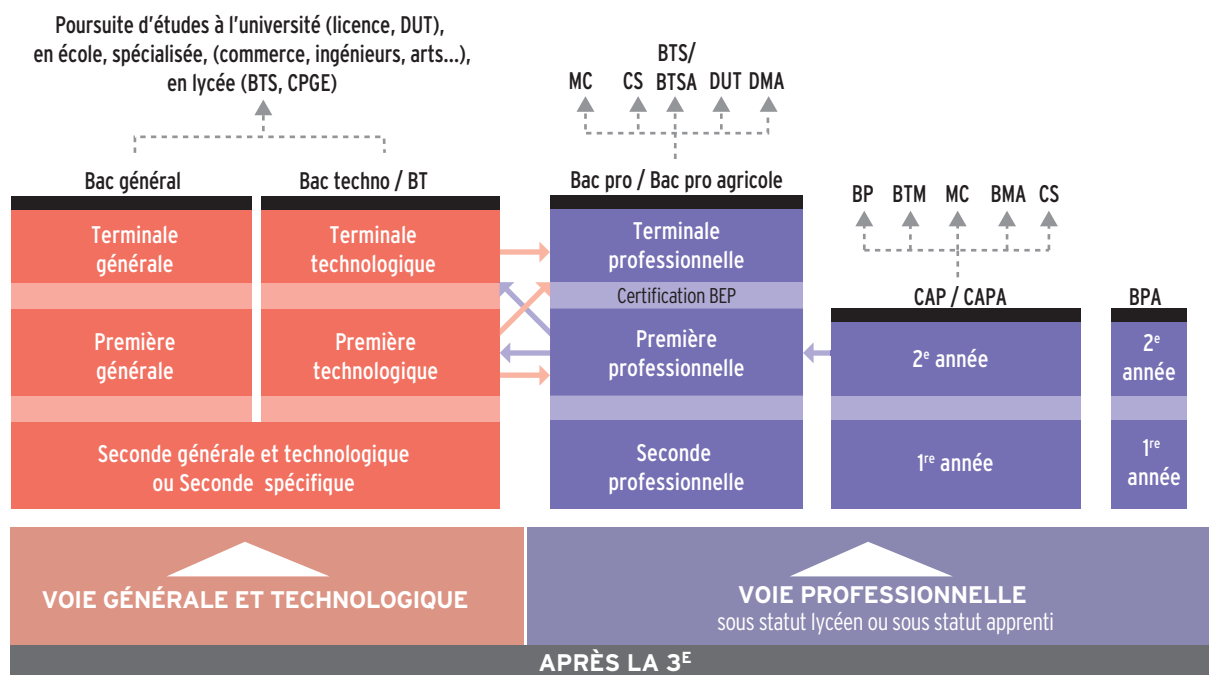 Poursuite d'études à l'université (licence, DUT),
en école, spécialisée, (commerce, ingénieurs, arts...),
en lycée (BTS, CPGE)
MC CS BTS/
BTSA DUT DMA
Bac général
Bac techno / BT
Bac pro / Bac pro agricole
BP BTM MC BMA CS
Terminale
générale
Terminale
technologique
Terminale
professionnelle
Certification BEP
CAP / CAPA
BPA
Première
générale
Première
technologique
Première
professionnelle
2e année
2e
année
Seconde générale et technologique
ou Seconde spécifique
Seconde
professionnelle
1re année
1re
année
VOIE GÉNÉRALE ET TECHNOLOGIQUE
VOIE PROFESSIONNELLE
sous statut lycéen ou sous statut apprenti
APRÈS LA 3E